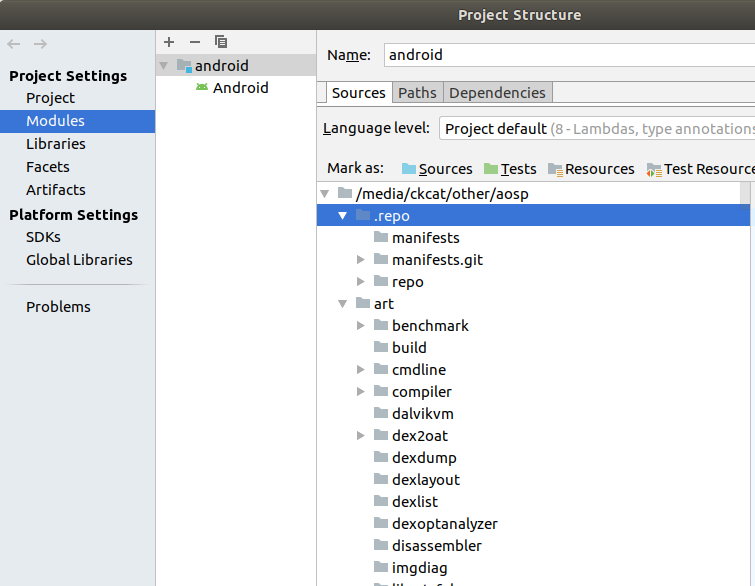 Project Structure
Project Settings
Project
Modules
Libraries
Facets
Artifacts
Platform Settings
SDKs
Global Libraries
Problems
android
Android
Name: android
Sources Paths Dependencies
Language level: Project default (8 - Lambdas, type annotations
Mark as: Sources Tests Resources Test Resource
/media/ckcat/other/aosp
.repo
manifests
manifests.git
repo
art
benchmark
build
cmdline
compiler
dalvikvm
dex2oat
dexdump
dexlayout
dexlist
dexoptanalyzer
disassembler
imgdiag